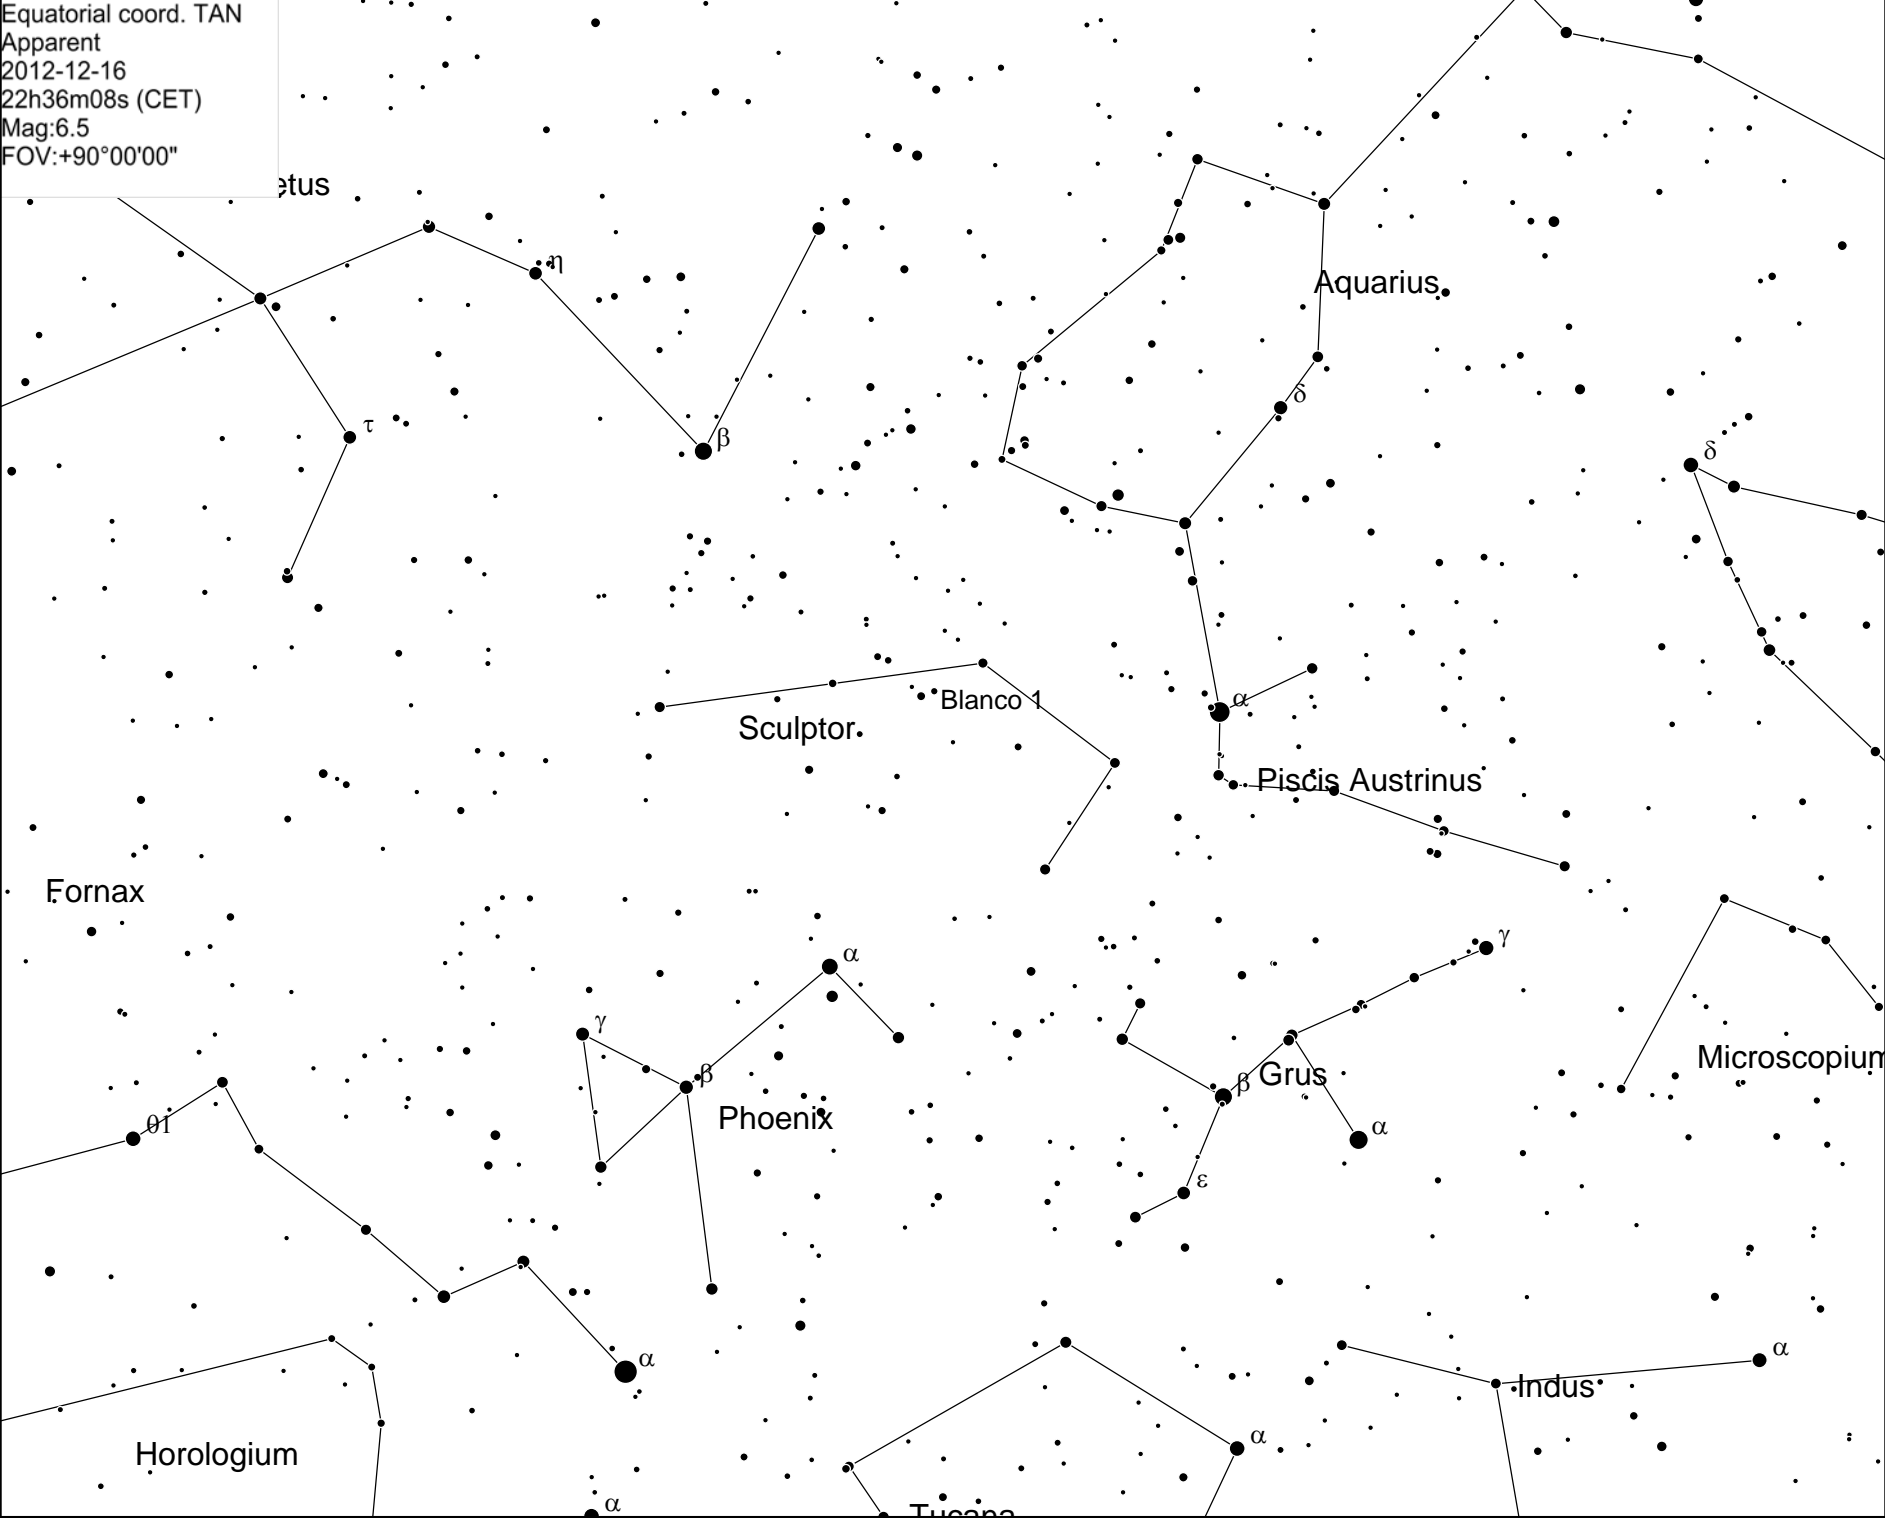 Equatorial coord. TAN
Apparent
2012-12-16
22h36m08s (CET)
Mag:6.5
FOV:+90°00'00"
etus
η
Aquarius
τ
β
δ
δ
α
Blanco 1
Sculptor
Piscis Austrinus
Fornax
γ
α
γ
Microscopium
β
Grus
β
Phoenix
θ1
α
ε
α
α
Indus
α
Horologium
α
Tucana